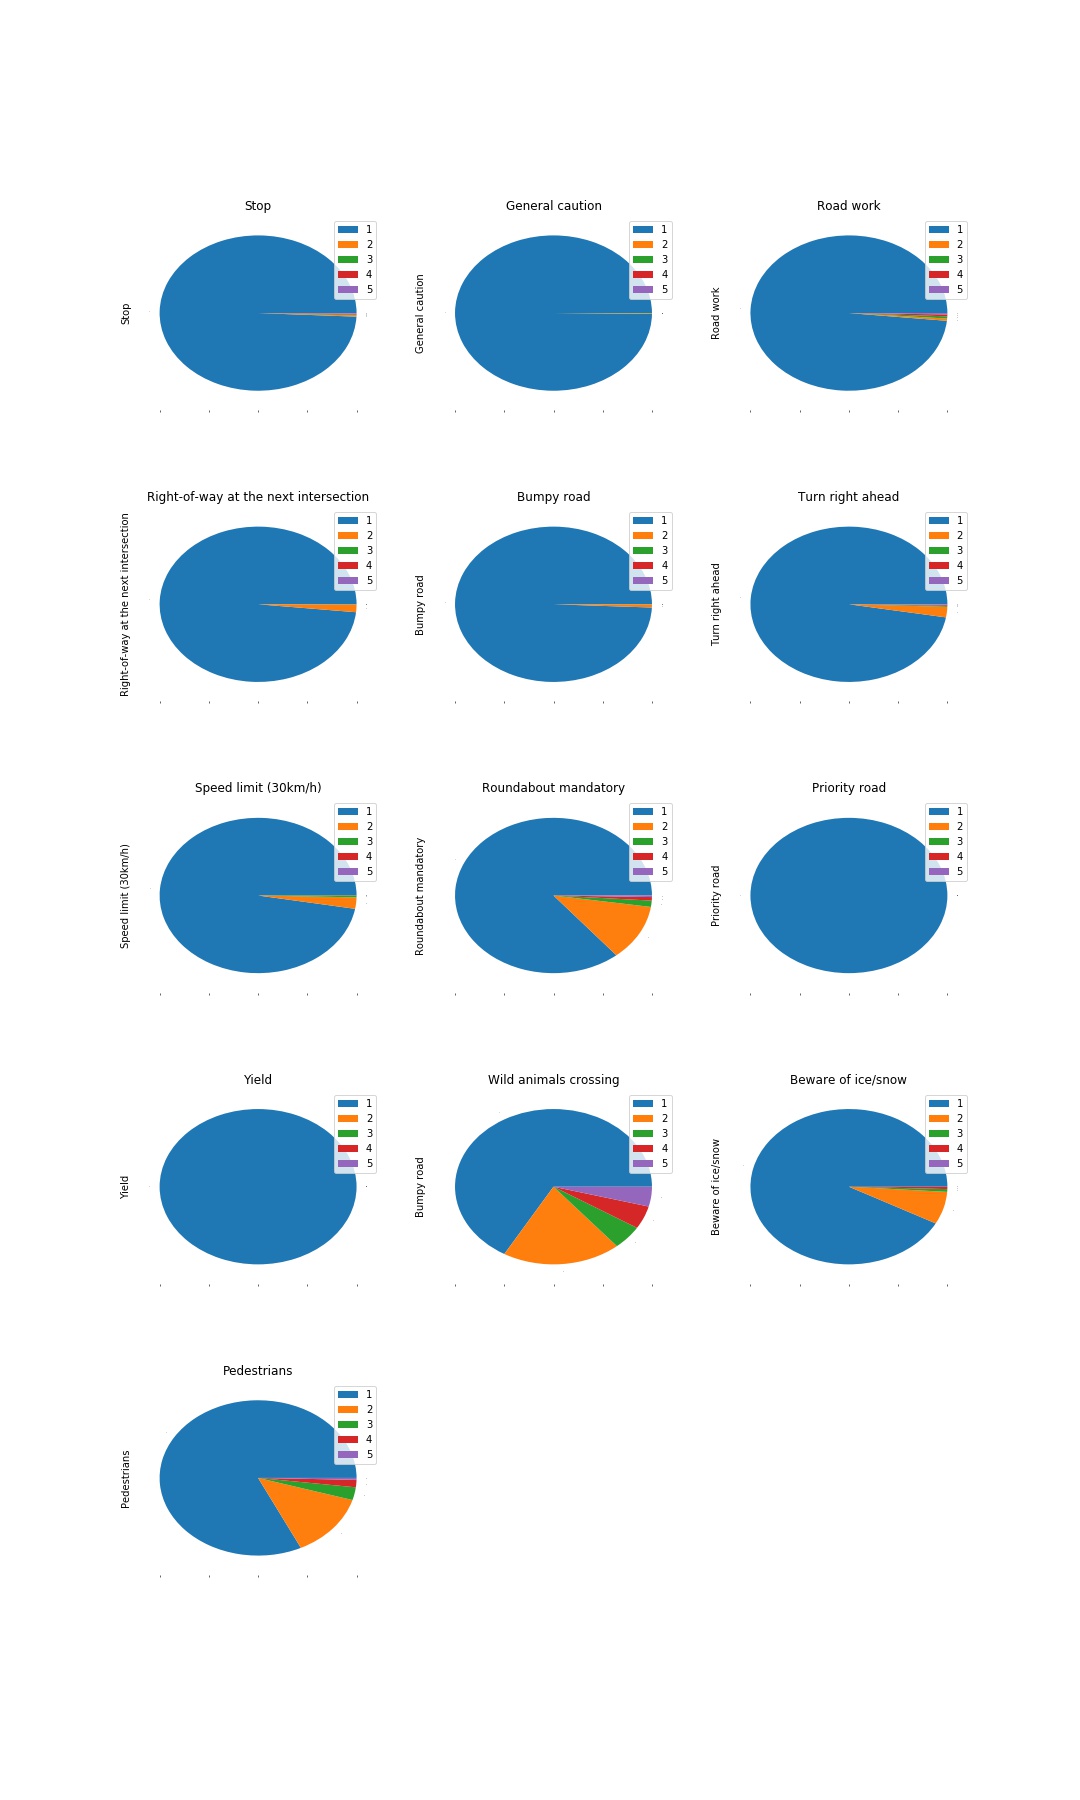 Stop
Stop
1
2
3
4
5
General caution
General caution
1
2
3
4
5
Road work
Road work
1
2
3
4
5
Right-of-way at the next intersection
Right-of-way at the next intersection
1
2
3
4
5
Bumpy road
Bumpy road
1
2
3
4
5
Turn right ahead
Turn right ahead
1
2
3
4
5
Speed limit (30km/h)
Speed limit (30km/h)
1
2
3
4
5
Roundabout mandatory
Roundabout mandatory
1
2
3
4
5
Priority road
Priority road
1
2
3
4
5
Yield
Yield
1
2
3
4
5
Wild animals crossing
Bumpy road
1
2
3
4
5
Beware of ice/snow
Beware of ice/snow
1
2
3
4
5
Pedestrians
Pedestrians
1
2
3
4
5